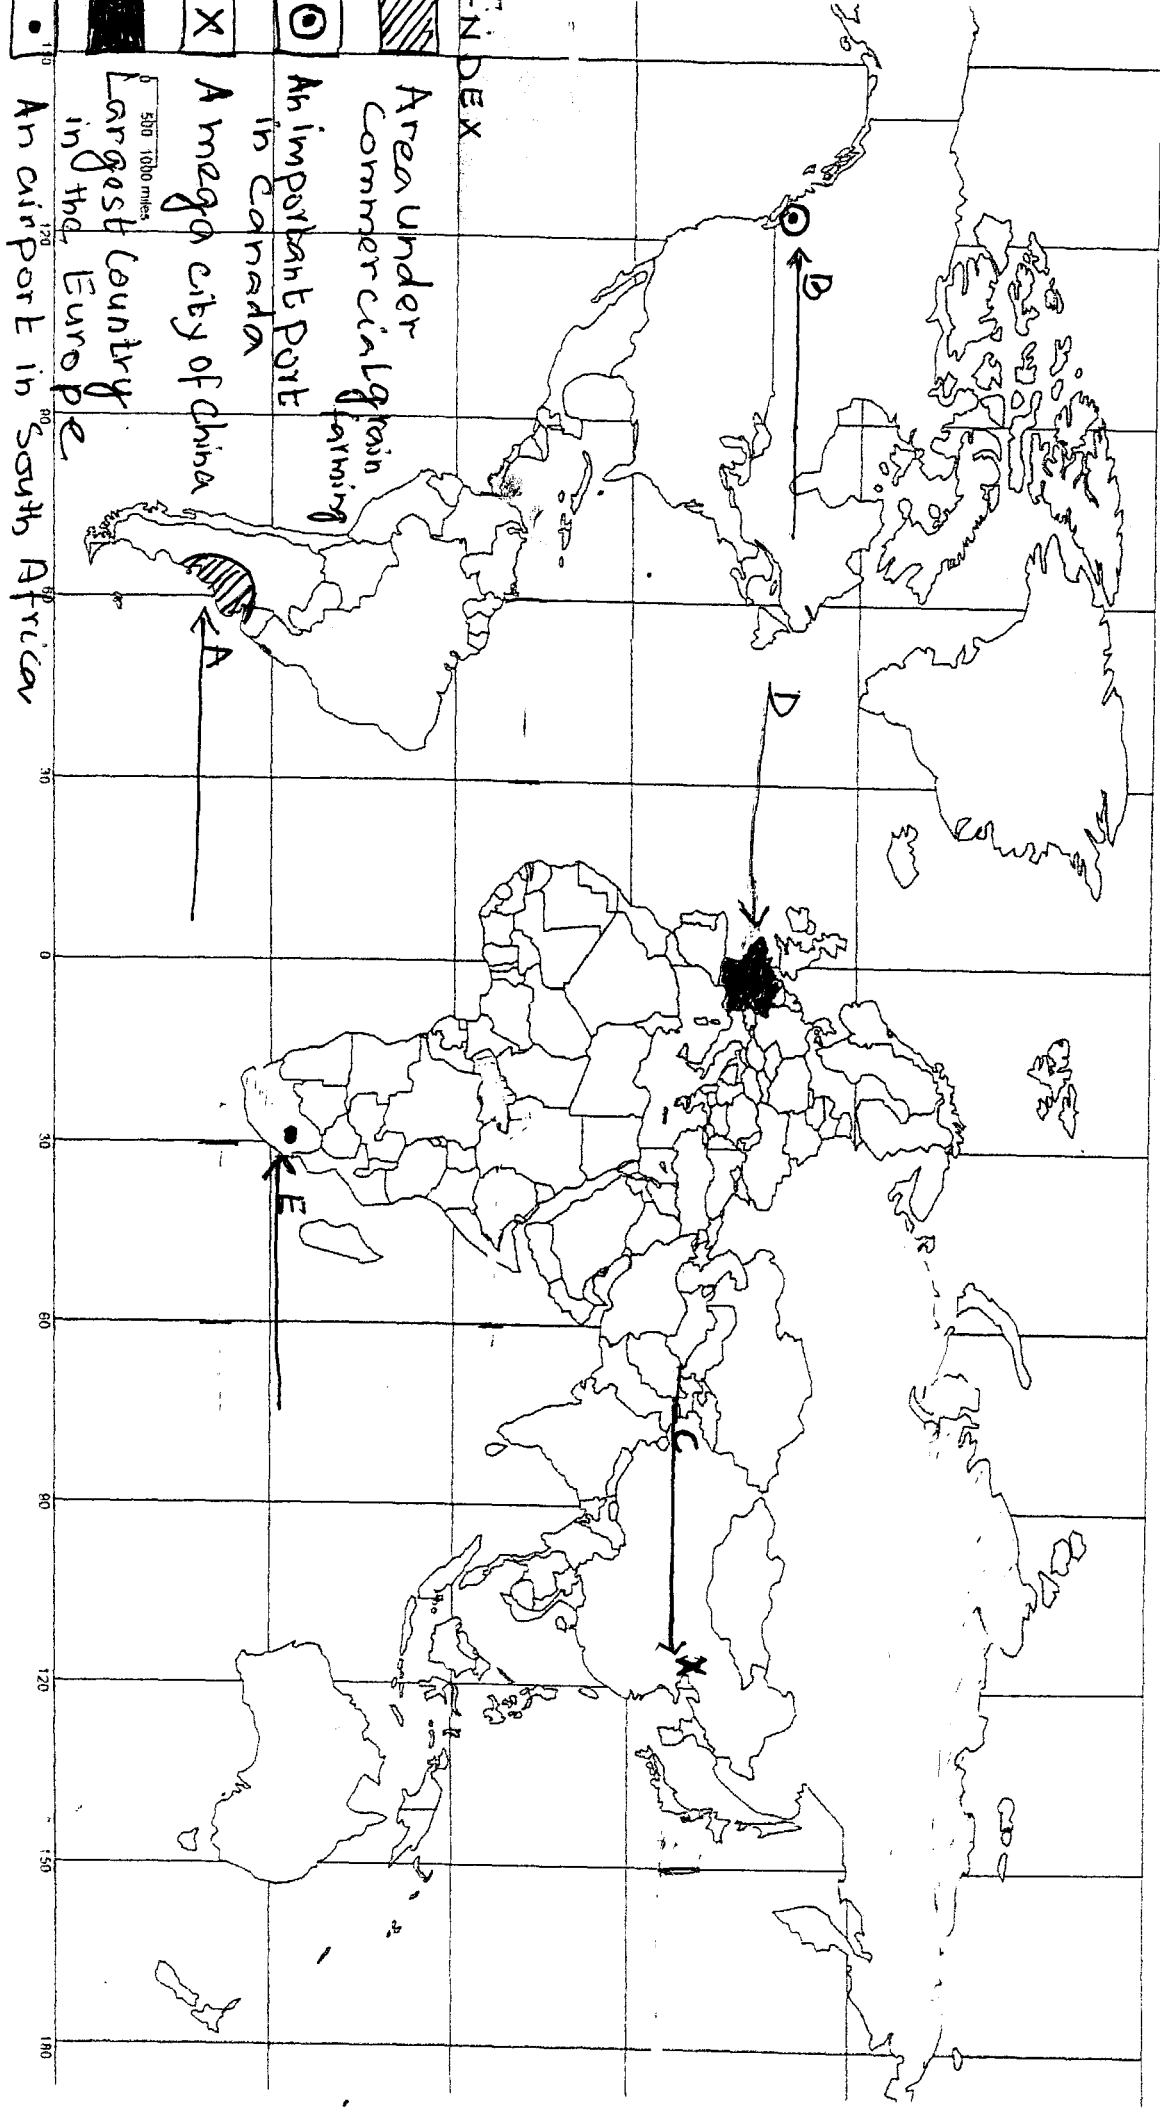 B
D
C
X
A
E
INDEX
Area under
Commercial grain
farming
An important port
in Canada
X A mega city of China
0 500 1000 miles
Largest Country
in the Europe
An airport in South Africa
150 120 90 60 30 0 30 60 90 120 150 180